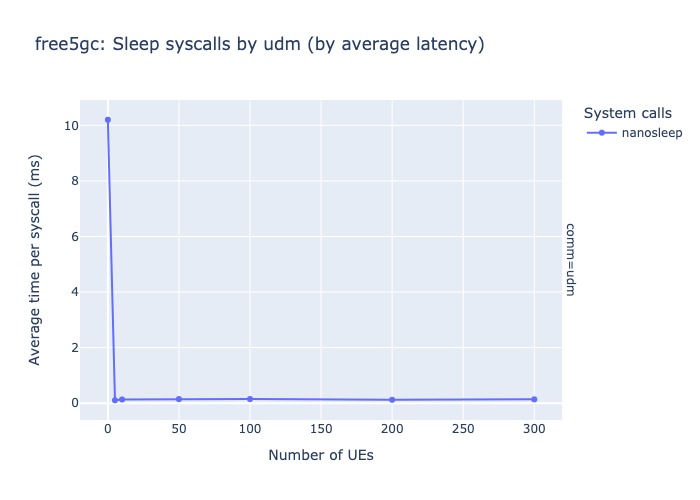 free5gc: Sleep syscalls by udm (by average latency)
System calls
nanosleep
Average time per syscall (ms)
10
8
6
4
2
0
comm=udm
0 50 100 150 200 250 300
Number of UEs